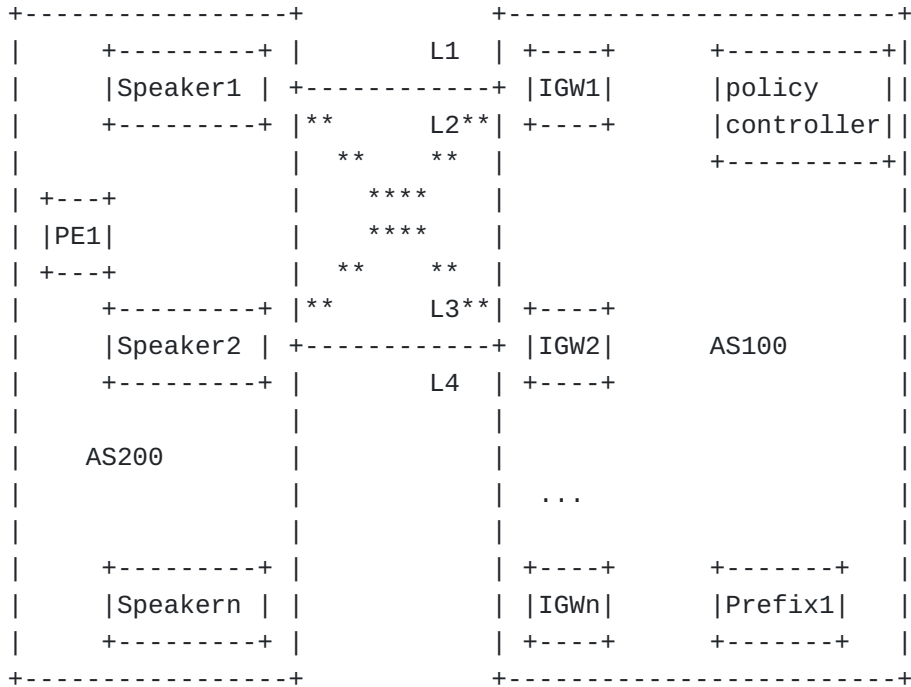 L1
Speaker1 IGW1 policy
L2 controller
PE1
L3
Speaker2 IGW2 AS100
L4
AS200
...
Speakern IGWn Prefix1